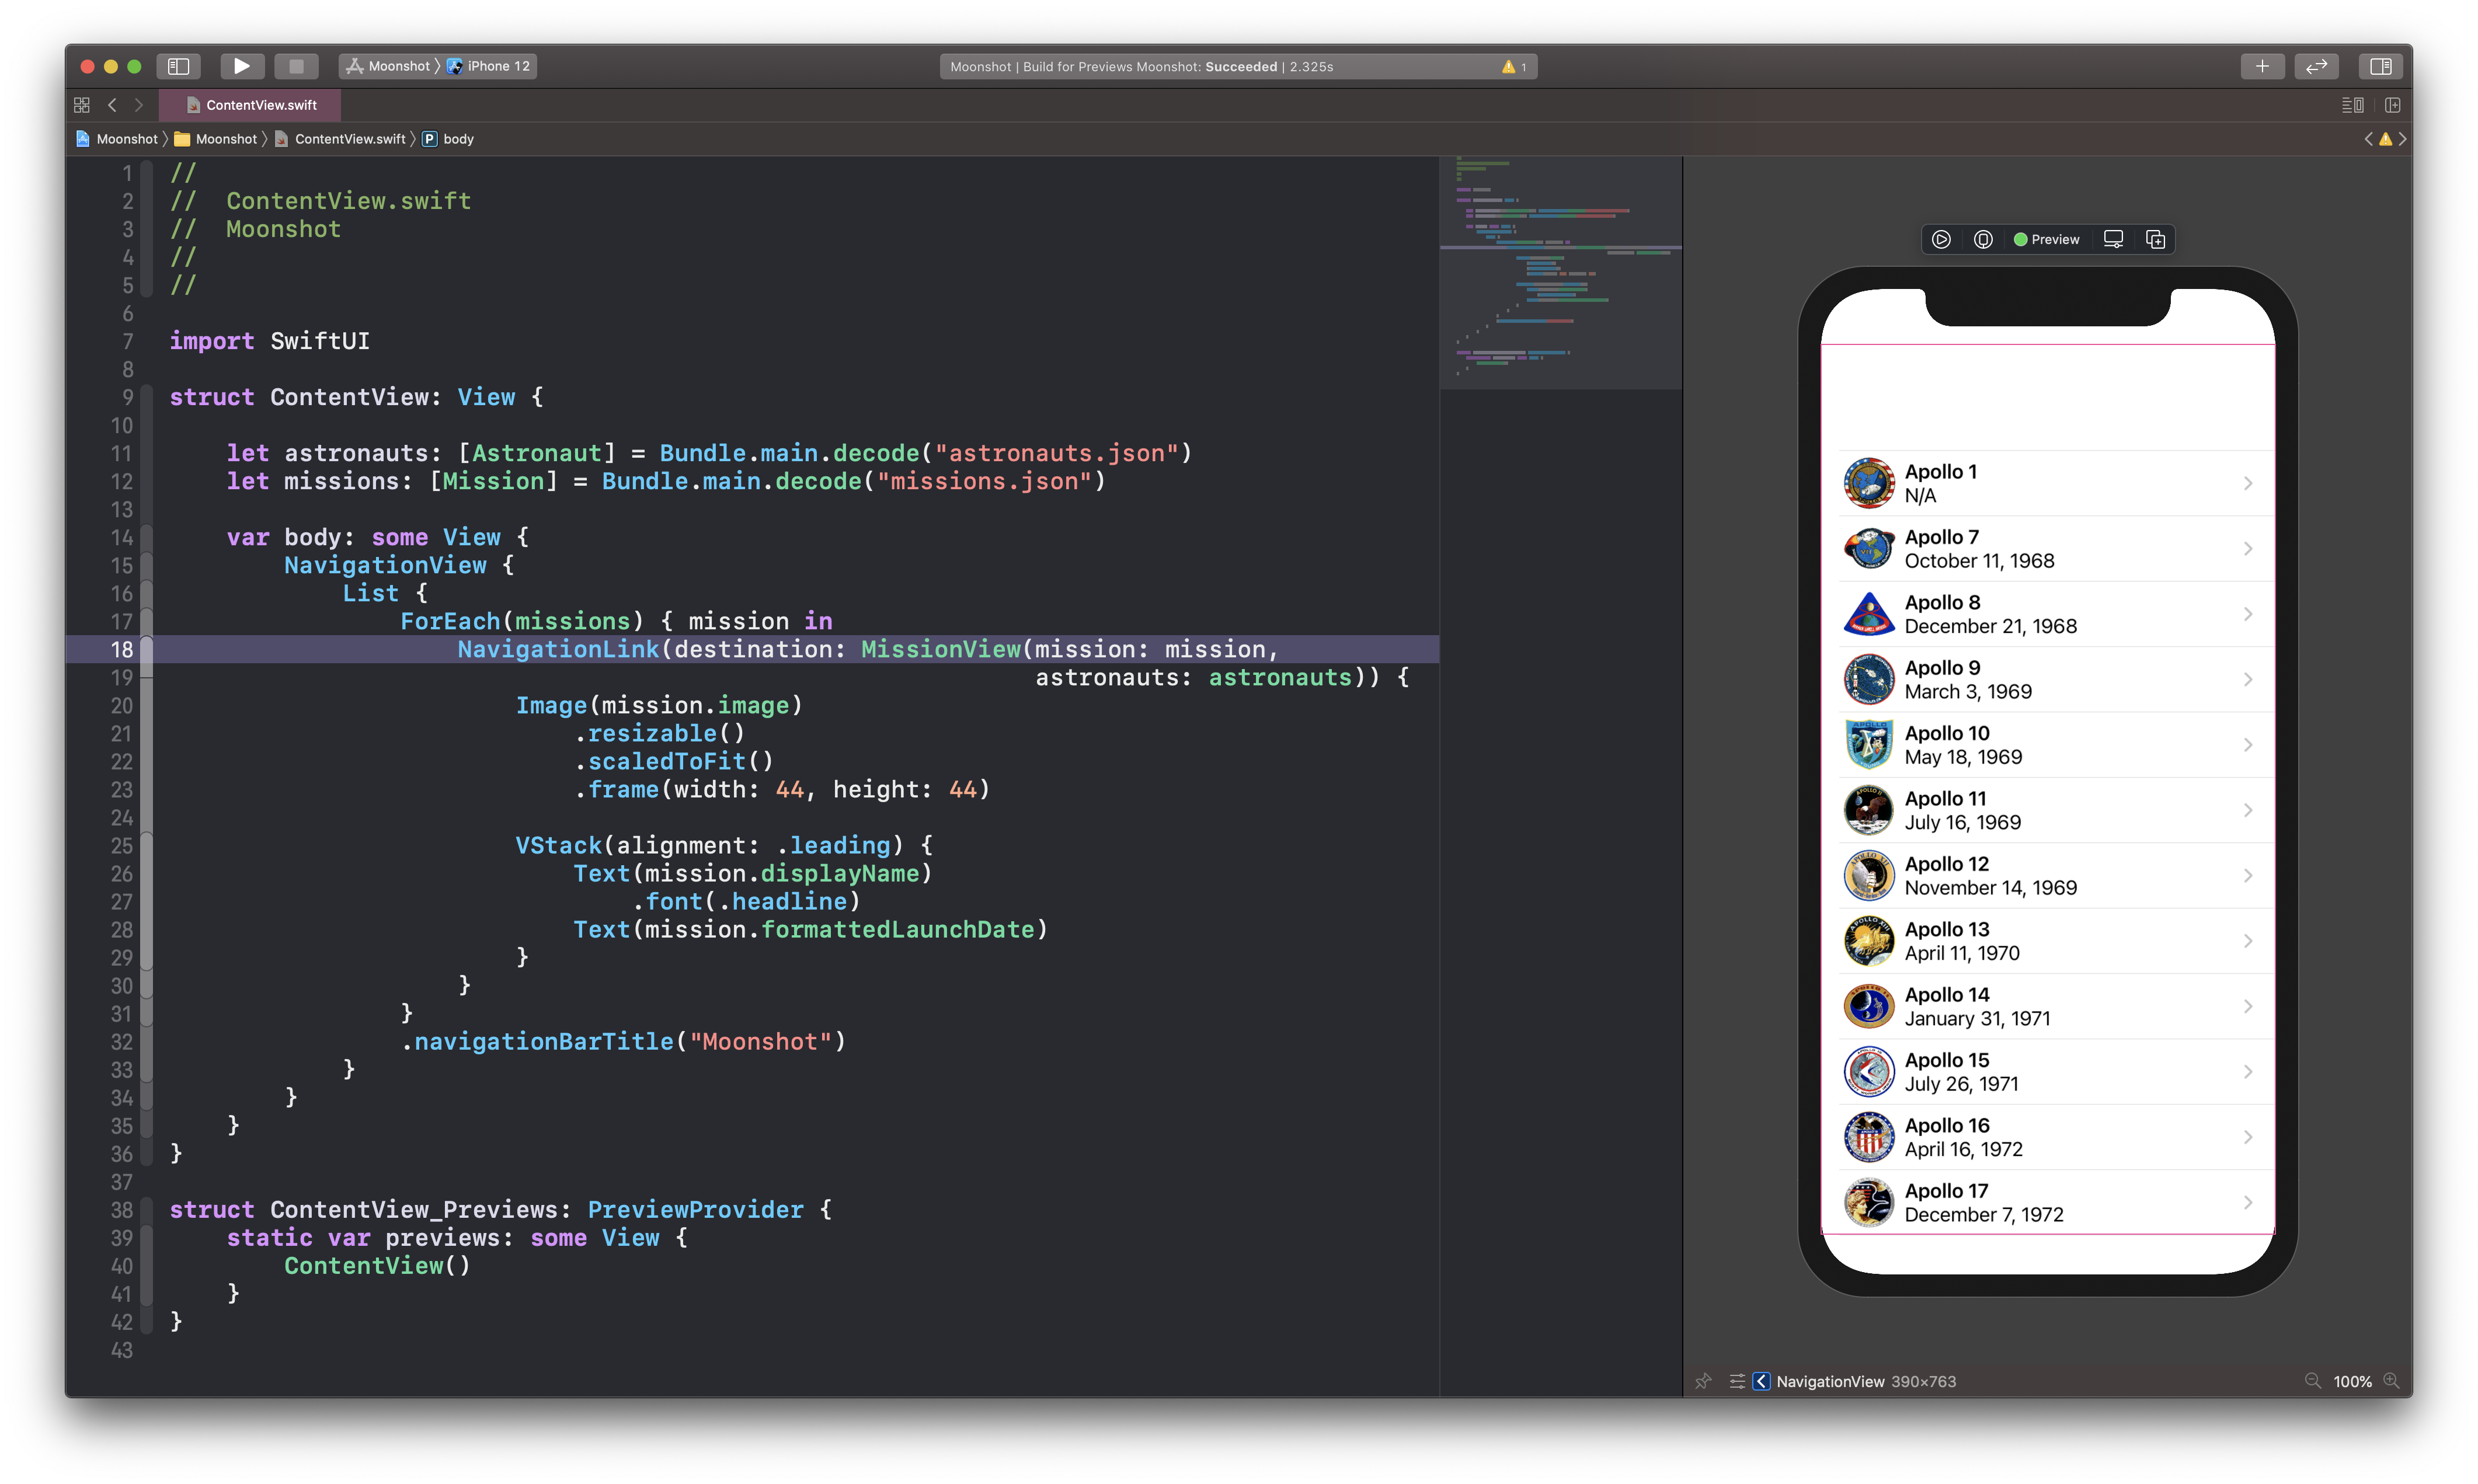 Moonshot 〉 iPhone 12
Moonshot | Build for Previews Moonshot: Succeeded | 2.325s
1
ContentView.swift
Moonshot 〉 Moonshot 〉 ContentView.swift 〉 P body
1 //
2 //  ContentView.swift
3 //  Moonshot
4 //
5 //
6
7 import SwiftUI
8
9 struct ContentView: View {
10
11     let astronauts: [Astronaut] = Bundle.main.decode("astronauts.json")
12     let missions: [Mission] = Bundle.main.decode("missions.json")
13
14     var body: some View {
15         NavigationView {
16             List {
17                 ForEach(missions) { mission in
18                     NavigationLink(destination: MissionView(mission: mission,
19                                                             astronauts: astronauts)) {
20                         Image(mission.image)
21                             .resizable()
22                             .scaledToFit()
23                             .frame(width: 44, height: 44)
24
25                         VStack(alignment: .leading) {
26                             Text(mission.displayName)
27                                 .font(.headline)
28                             Text(mission.formattedLaunchDate)
29                         }
30                     }
31                 }
32                 .navigationBarTitle("Moonshot")
33             }
34         }
35     }
36 }
37
38 struct ContentView_Previews: PreviewProvider {
39     static var previews: some View {
40         ContentView()
41     }
42 }
43
Preview
Apollo 1
N/A
Apollo 7
October 11, 1968
Apollo 8
December 21, 1968
Apollo 9
March 3, 1969
Apollo 10
May 18, 1969
Apollo 11
July 16, 1969
Apollo 12
November 14, 1969
Apollo 13
April 11, 1970
Apollo 14
January 31, 1971
Apollo 15
July 26, 1971
Apollo 16
April 16, 1972
Apollo 17
December 7, 1972
NavigationView 390×763
100%